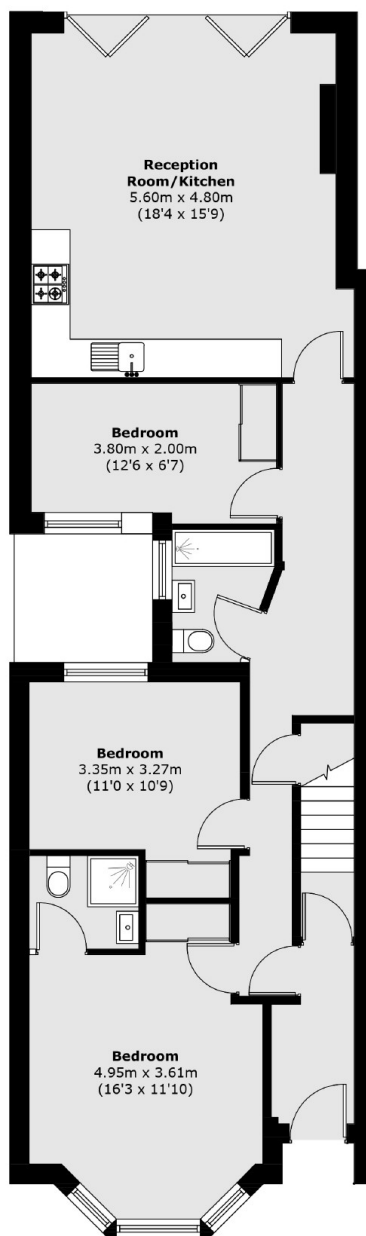 Reception
Room/Kitchen
5.60m x 4.80m
(18'4 x 15'9)
Bedroom
3.80m x 2.00m
(12'6 x 6'7)
Bedroom
3.35m x 3.27m
(11'0 x 10'9)
Bedroom
4.95m x 3.61m
(16'3 x 11'10)